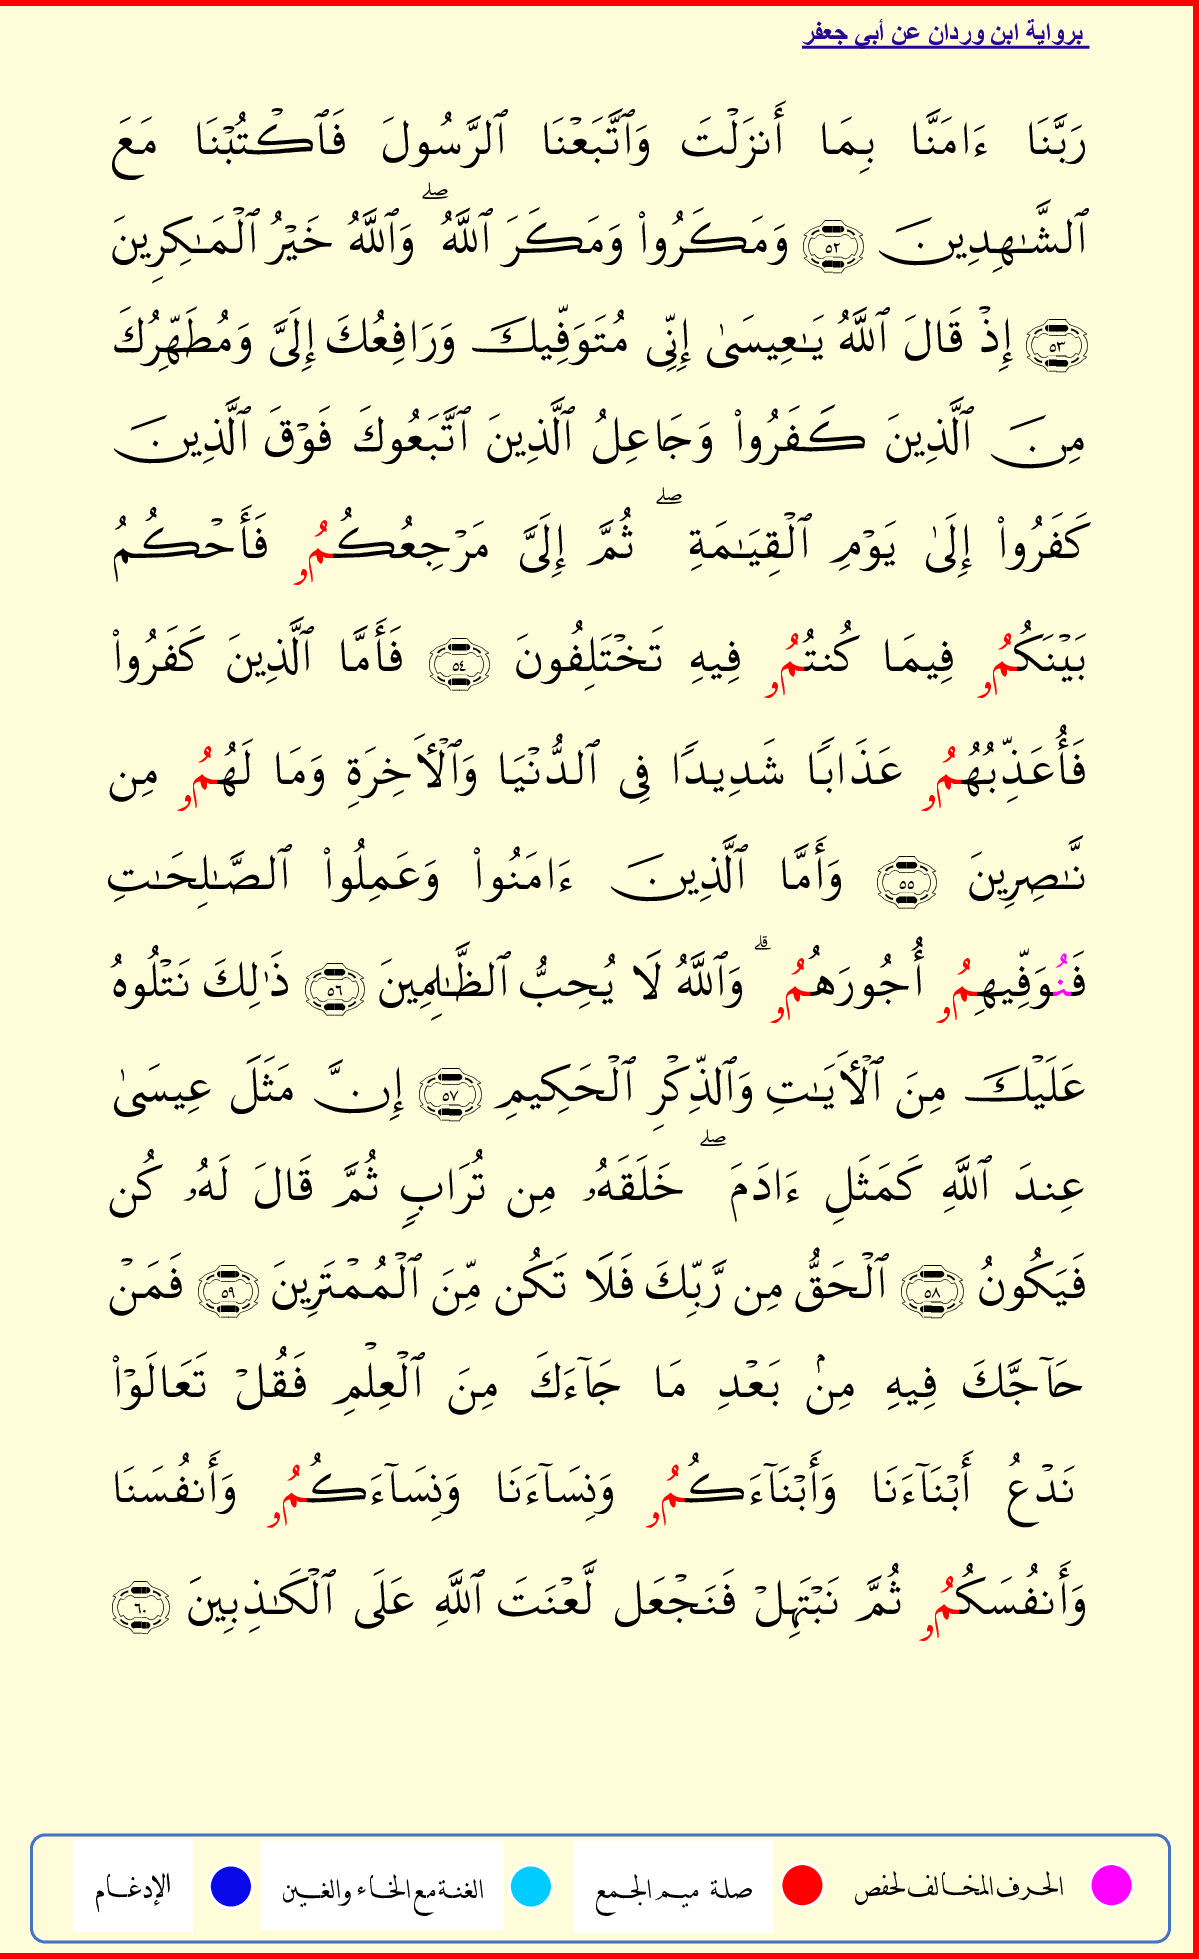 برواية ابن وردان عن أبي جعفر
رَبَّنَا ءَامَنَّا بِمَا أَنزَلْتَ وَٱتَّبَعْنَا ٱلرَّسُولَ فَٱكْتُبْنَا مَعَ
ٱلشَّـٰهِدِينَ ٥٢ وَمَكَرُوا۟ وَمَكَرَ ٱللَّهُ ۖ وَٱللَّهُ خَيْرُ ٱلْمَـٰكِرِينَ
٥٣ إِذْ قَالَ ٱللَّهُ يَـٰعِيسَىٰ إِنِّى مُتَوَفِّيكَ وَرَافِعُكَ إِلَىَّ وَمُطَهِّرُكَ
مِنَ ٱلَّذِينَ كَفَرُوا۟ وَجَاعِلُ ٱلَّذِينَ ٱتَّبَعُوكَ فَوْقَ ٱلَّذِينَ
كَفَرُوا۟ إِلَىٰ يَوْمِ ٱلْقِيَـٰمَةِ ۖ ثُمَّ إِلَىَّ مَرْجِعُكُمُۥ فَأَحْكُمُ
بَيْنَكُمُۥ فِيمَا كُنتُمُۥ فِيهِ تَخْتَلِفُونَ ٥٤ فَأَمَّا ٱلَّذِينَ كَفَرُوا۟
فَأُعَذِّبُهُمُۥ عَذَابًا شَدِيدًا فِى ٱلدُّنْيَا وَٱلْأَخِرَةِ وَمَا لَهُمُۥ مِن
نَّـٰصِرِينَ ٥٥ وَأَمَّا ٱلَّذِينَ ءَامَنُوا۟ وَعَمِلُوا۟ ٱلصَّـٰلِحَـٰتِ
فَنُوَفِّيهِمُۥ أُجُورَهُمُۥ ۗ وَٱللَّهُ لَا يُحِبُّ ٱلظَّـٰلِمِينَ ٥٦ ذَٰلِكَ نَتْلُوهُ
عَلَيْكَ مِنَ ٱلْأَيَـٰتِ وَٱلذِّكْرِ ٱلْحَكِيمِ ٥٧ إِنَّ مَثَلَ عِيسَىٰ
عِندَ ٱللَّهِ كَمَثَلِ ءَادَمَ ۖ خَلَقَهُۥ مِن تُرَابٍ ثُمَّ قَالَ لَهُۥ كُن
فَيَكُونُ ٥٨ ٱلْحَقُّ مِن رَّبِّكَ فَلَا تَكُن مِّنَ ٱلْمُمْتَرِينَ ٥٩ فَمَنْ
حَآجَّكَ فِيهِ مِنۢ بَعْدِ مَا جَآءَكَ مِنَ ٱلْعِلْمِ فَقُلْ تَعَالَوْا۟
نَدْعُ أَبْنَآءَنَا وَأَبْنَآءَكُمُۥ وَنِسَآءَنَا وَنِسَآءَكُمُۥ وَأَنفُسَنَا
وَأَنفُسَكُمُۥ ثُمَّ نَبْتَهِلْ فَنَجْعَل لَّعْنَتَ ٱللَّهِ عَلَى ٱلْكَـٰذِبِينَ ٦٠
الحرف المخالف لحفص صلة ميم الجمع الغنة مع الخاء والغين الإدغام